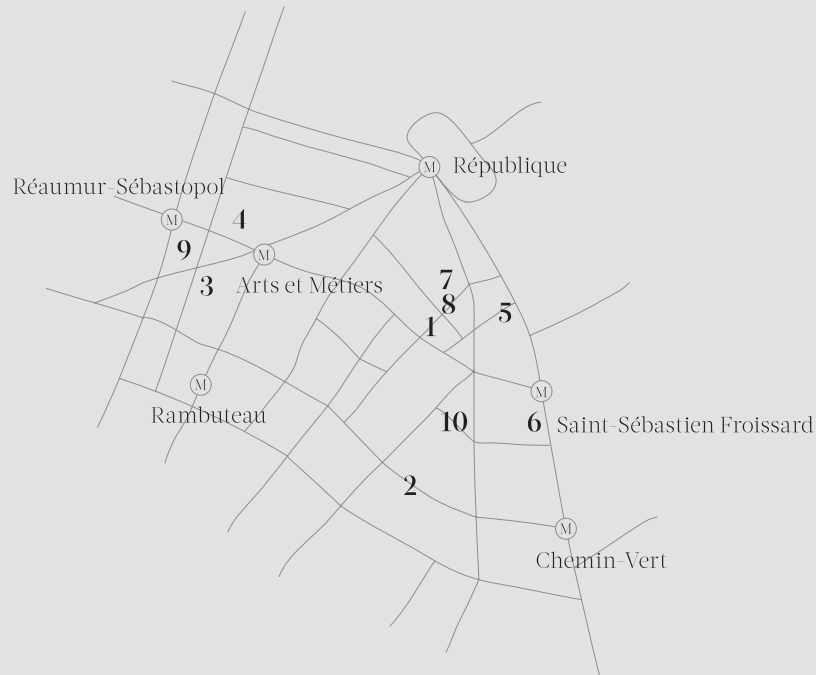 M République
Réaumur-Sébastopol
M 4
9 M
3 Arts et Métiers
7
8
5
1
M
Rambuteau
M
10 6 Saint-Sébastien Froissard
2
M
Chemin-Vert